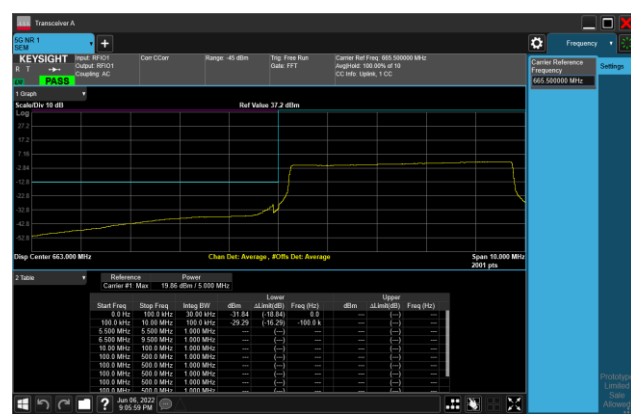 Transceiver A
5G NR 1
SEM
Frequency
KEYSIGHT
R T
PASS
Input: RFIO1
Output: RFIO1
Coupling: AC
Corr CCorr
Range: -45 dBm
Trig: Free Run
Gate: FFT
Carrier Ref Freq: 665.500000 MHz
Avg|Hold: 100.00% of 10
CC Info: Uplink, 1 CC
Carrier Reference
Frequency
665.500000 MHz
Settings
1 Graph
Scale/Div 10 dB
Ref Value 37.2 dBm
Log
27.2
17.2
7.18
-2.84
-12.8
-22.8
-32.8
-42.8
-52.8
Disp Center 663.000 MHz
Chan Det: Average , #Offs Det: Average
Span 10.000 MHz
2001 pts
2 Table
Reference Power
Carrier #1 Max 19.86 dBm / 5.000 MHz
Lower Upper
Start Freq Stop Freq Integ BW dBm ΔLimit(dB) Freq (Hz) dBm ΔLimit(dB) Freq (Hz)
0.0 Hz 100.0 kHz 30.00 kHz -31.84 (-18.84) 0.0 --- (---) ---
100.0 kHz 10.00 MHz 100.0 kHz -29.29 (-16.29) -100.0 k --- (---) ---
5.500 MHz 5.500 MHz 1.000 MHz --- (---) --- --- (---) ---
6.500 MHz 9.500 MHz 1.000 MHz --- (---) --- --- (---) ---
10.00 MHz 100.0 MHz 1.000 MHz --- (---) --- --- (---) ---
100.0 MHz 500.0 MHz 1.000 MHz --- (---) --- --- (---) ---
100.0 MHz 500.0 MHz 1.000 MHz --- (---) --- --- (---) ---
100.0 MHz 500.0 MHz 1.000 MHz --- (---) --- --- (---) ---
100.0 MHz 500.0 MHz 1.000 MHz --- (---) --- --- (---) ---
Prototype
Limited
Sale
Allowed
?
Jun 06, 2022
9:05:59 PM